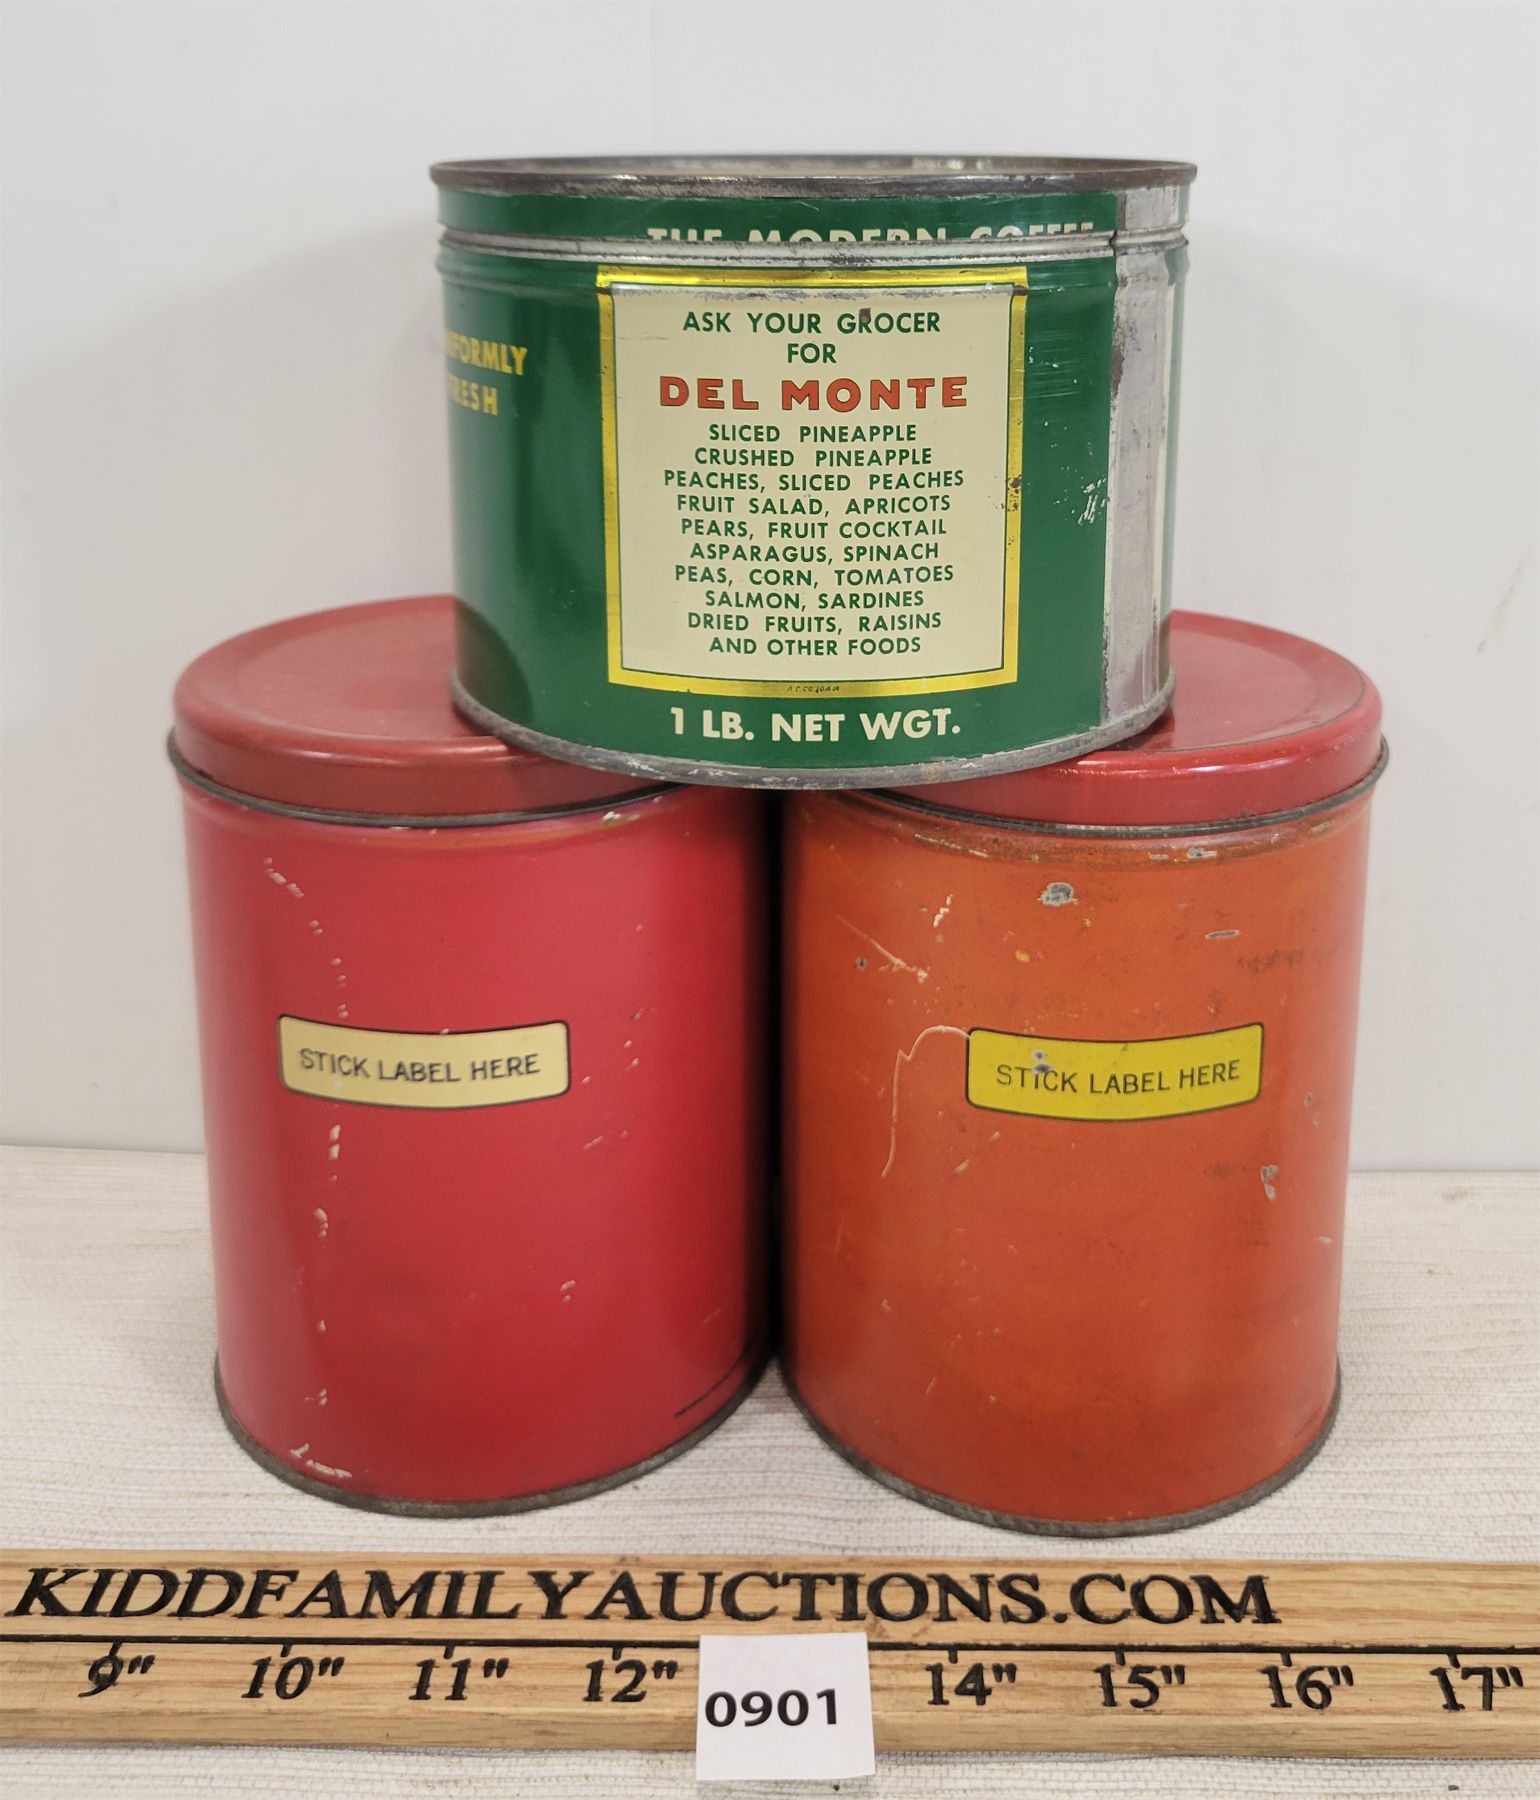 THE MODERN COFFEE
UNIFORMLY
FRESH
ASK YOUR GROCER
FOR
DEL MONTE
SLICED PINEAPPLE
CRUSHED PINEAPPLE
PEACHES, SLICED PEACHES
FRUIT SALAD, APRICOTS
PEARS, FRUIT COCKTAIL
ASPARAGUS, SPINACH
PEAS, CORN, TOMATOES
SALMON, SARDINES
DRIED FRUITS, RAISINS
AND OTHER FOODS
1 LB. NET WGT.
STICK LABEL HERE
STICK LABEL HERE
KIDDFAMILYAUCTIONS.COM
9" 10" 11" 12" 14" 15" 16" 17"
0901